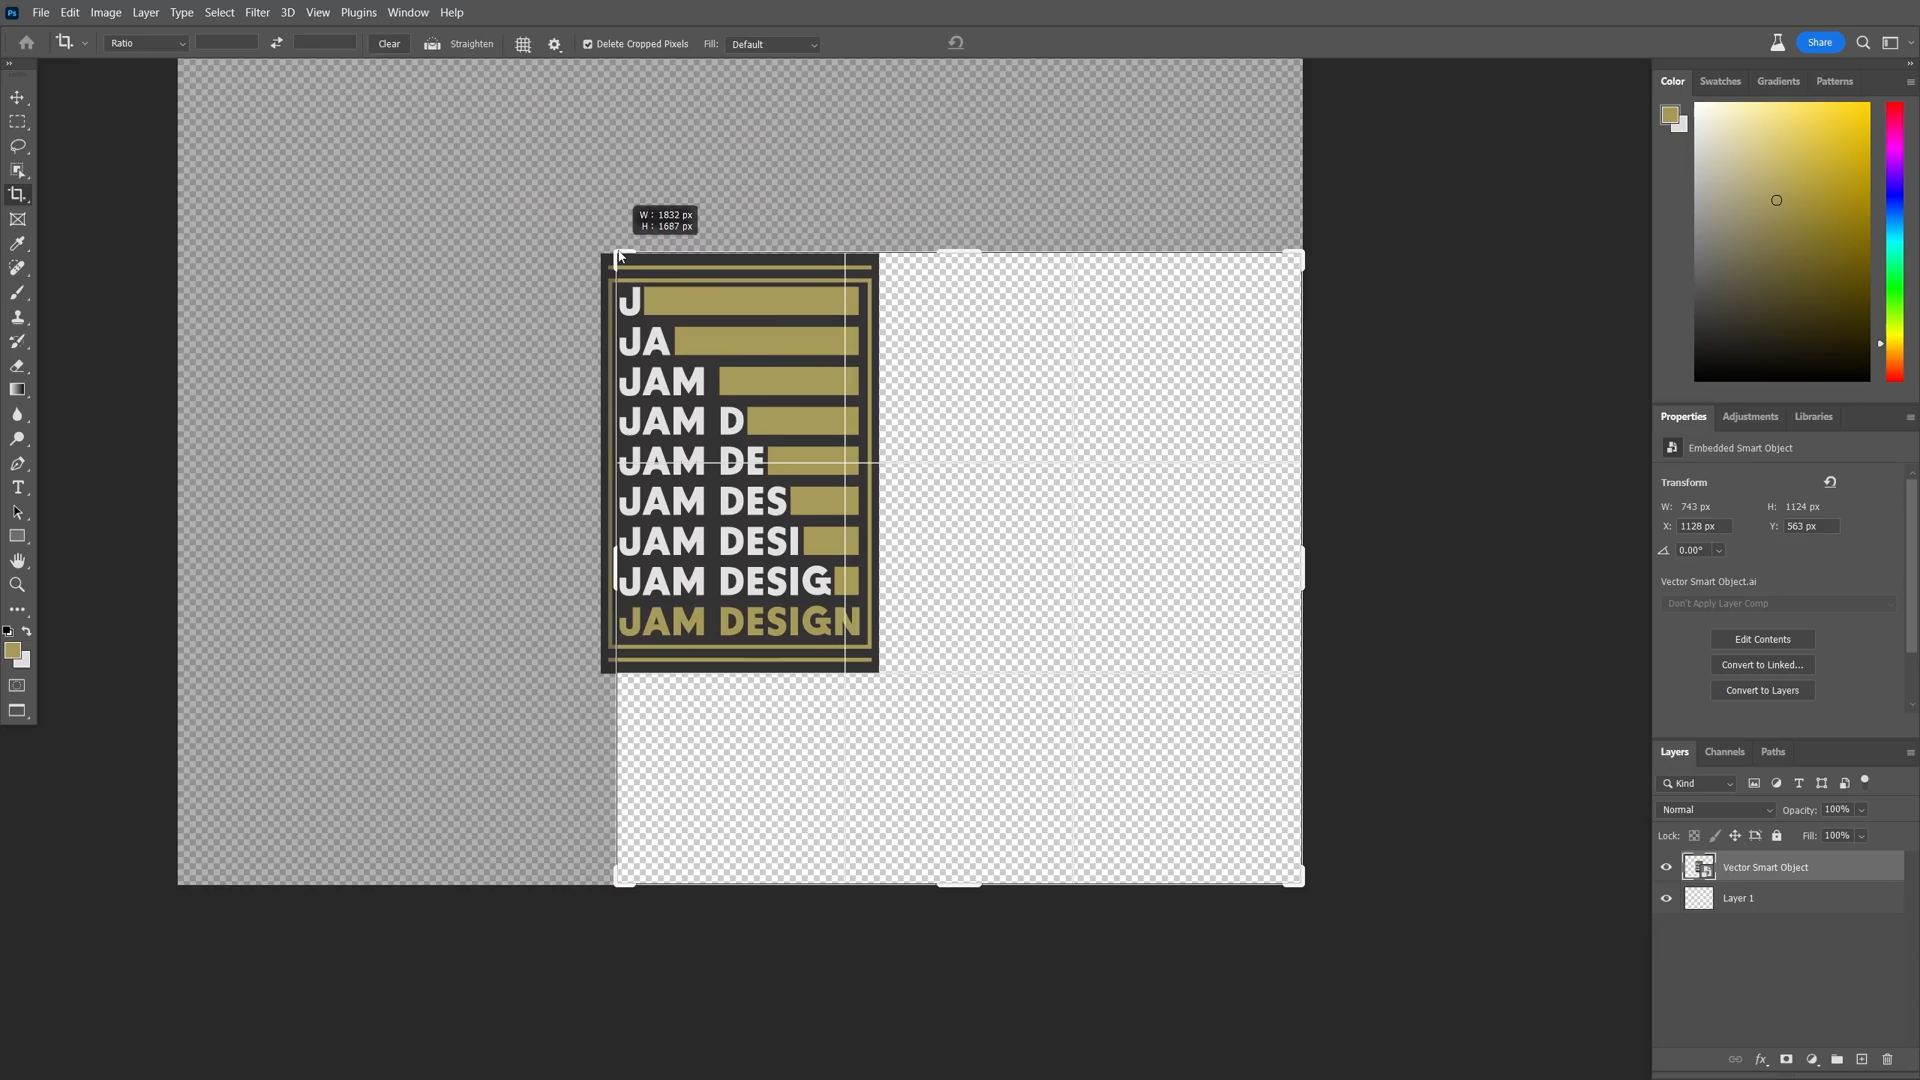 Ps File Edit Image Layer Type Select Filter 3D View Plugins Window Help
Ratio Clear Straighten Delete Cropped Pixels Fill: Default Share
W : 1832 px
H : 1687 px
J
JA
JAM
JAM D
JAM DE
JAM DES
JAM DESI
JAM DESIG
JAM DESIGN
Color Swatches Gradients Patterns
Properties Adjustments Libraries
Embedded Smart Object
Transform
W: 743 px H: 1124 px
X: 1128 px Y: 563 px
0.00°
Vector Smart Object.ai
Don't Apply Layer Comp
Edit Contents
Convert to Linked...
Convert to Layers
Layers Channels Paths
Kind
Normal Opacity: 100%
Lock: Fill: 100%
Vector Smart Object
Layer 1
fx